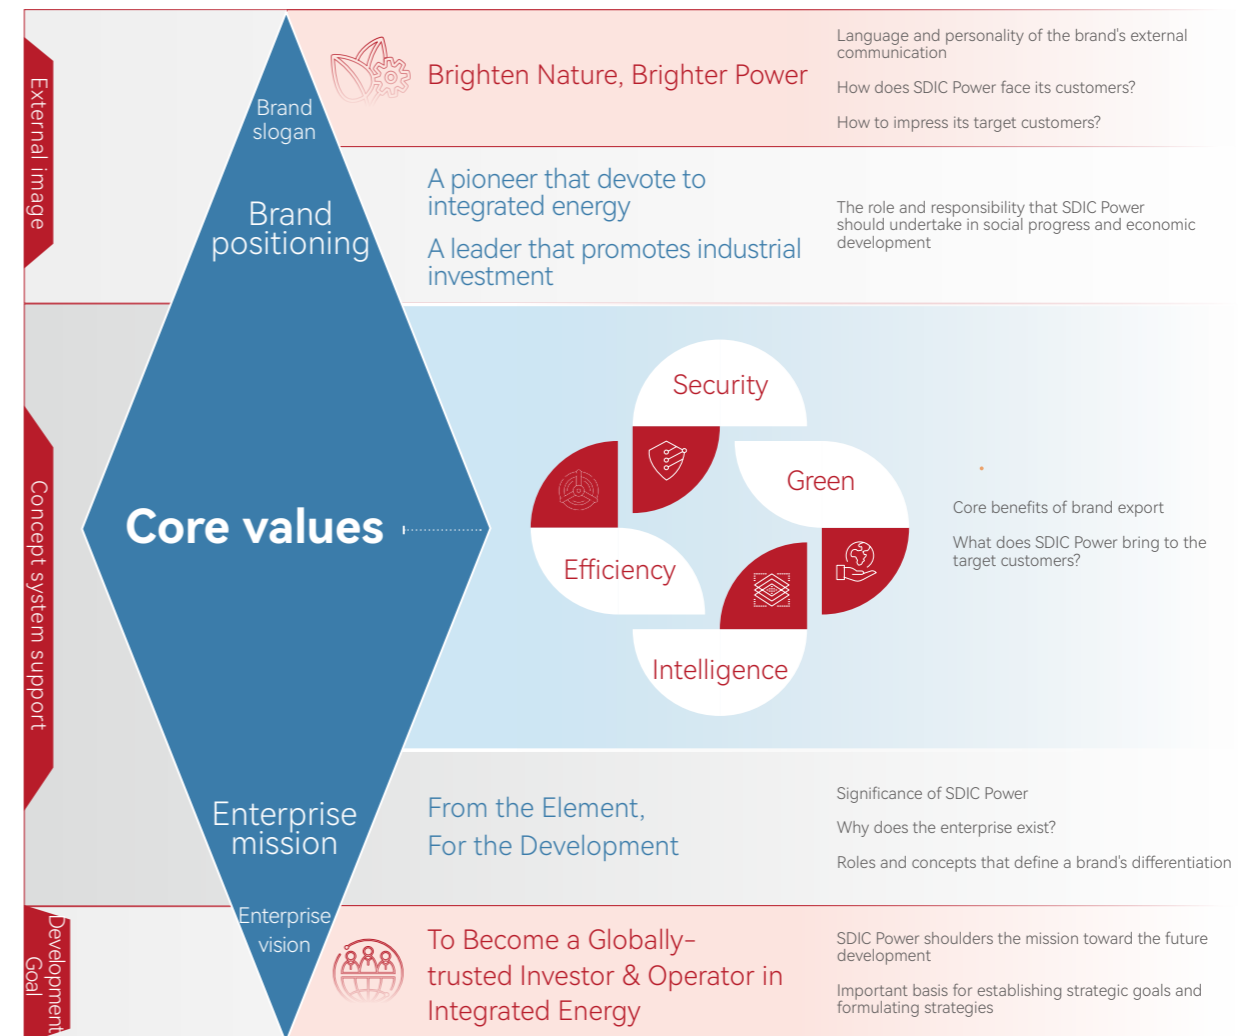 External image
Brand
slogan
Brighten Nature, Brighter Power
Language and personality of the brand's external
communication
How does SDIC Power face its customers?
How to impress its target customers?
Brand
positioning
A pioneer that devote to
integrated energy
A leader that promotes industrial
investment
The role and responsibility that SDIC Power
should undertake in social progress and economic
development
Concept system support
Core values
Security
Green
Efficiency
Intelligence
Core benefits of brand export
What does SDIC Power bring to the
target customers?
Enterprise
mission
From the Element,
For the Development
Significance of SDIC Power
Why does the enterprise exist?
Roles and concepts that define a brand's differentiation
Development
Goal
Enterprise
vision
To Become a Globally-
trusted Investor & Operator in
Integrated Energy
SDIC Power shoulders the mission toward the future
development
Important basis for establishing strategic goals and
formulating strategies